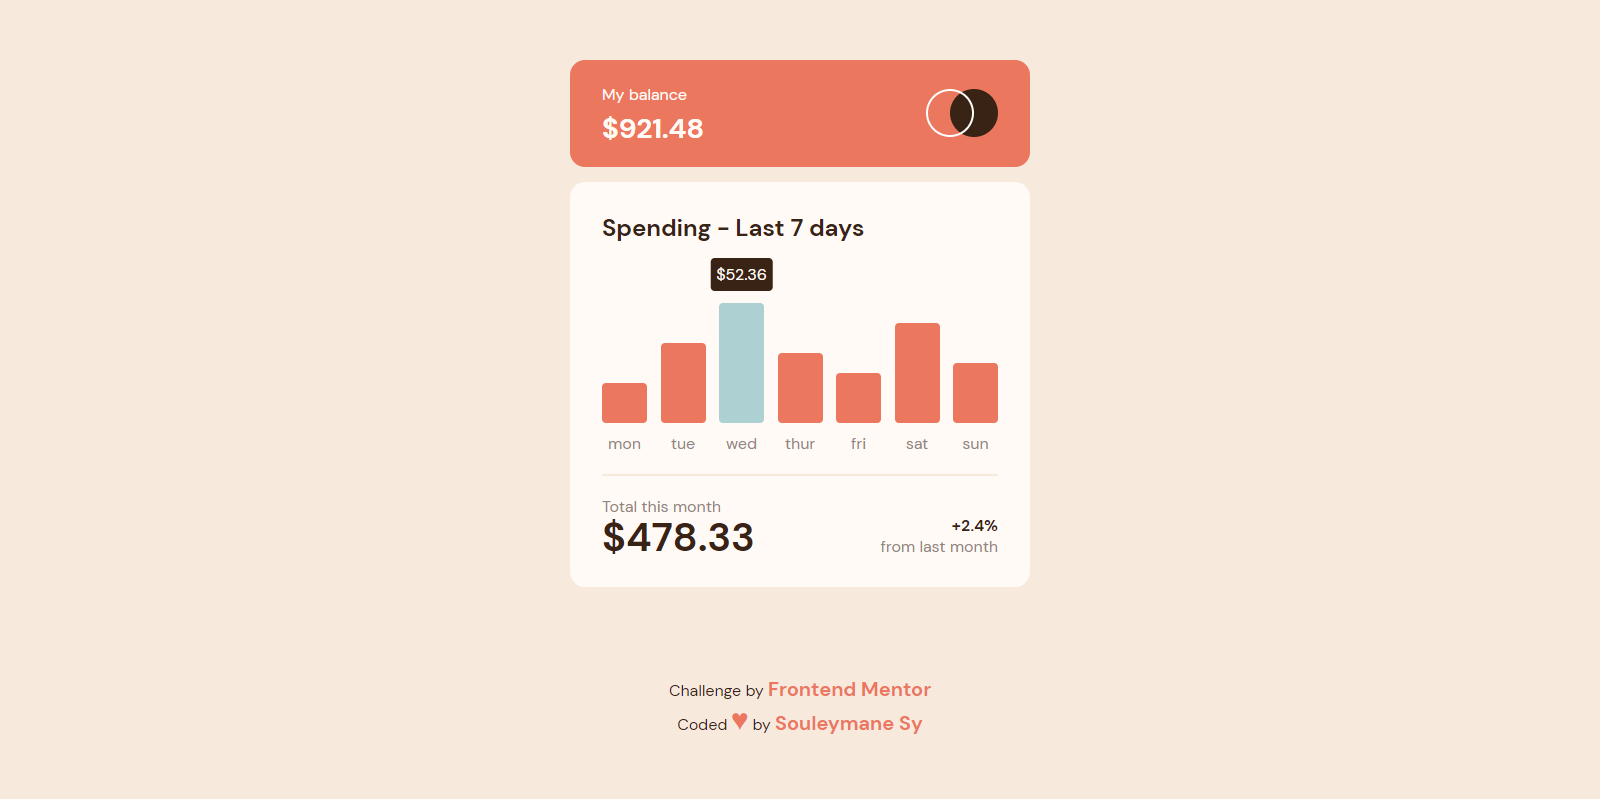 My balance
$921.48
Spending - Last 7 days
$52.36
mon tue wed thur fri sat sun
Total this month
$478.33
+2.4%
from last month
Challenge by Frontend Mentor
Coded ♥ by Souleymane Sy